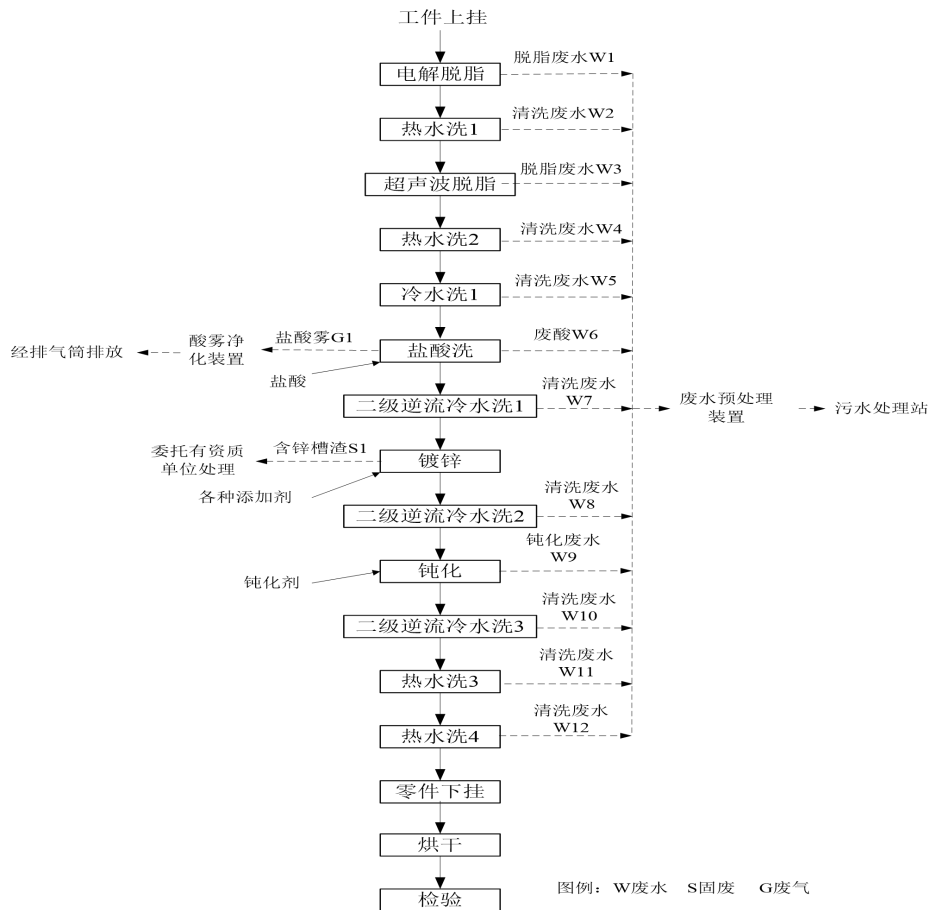 工件上挂
脱脂废水W1
电解脱脂
清洗废水W2
热水洗1
脱脂废水W3
超声波脱脂
清洗废水W4
热水洗2
清洗废水W5
冷水洗1
经排气筒排放
酸雾净
化装置
盐酸雾G1
盐酸洗
废酸W6
盐酸
清洗废水
W7
二级逆流冷水洗1
废水预处理
装置
污水处理站
委托有资质
单位处理
含锌槽渣S1
镀锌
各种添加剂
清洗废水
W8
二级逆流冷水洗2
钝化废水
W9
钝化
钝化剂
清洗废水
W10
二级逆流冷水洗3
清洗废水
W11
热水洗3
清洗废水
W12
热水洗4
零件下挂
烘干
检验
图例：W废水 S固废 G废气